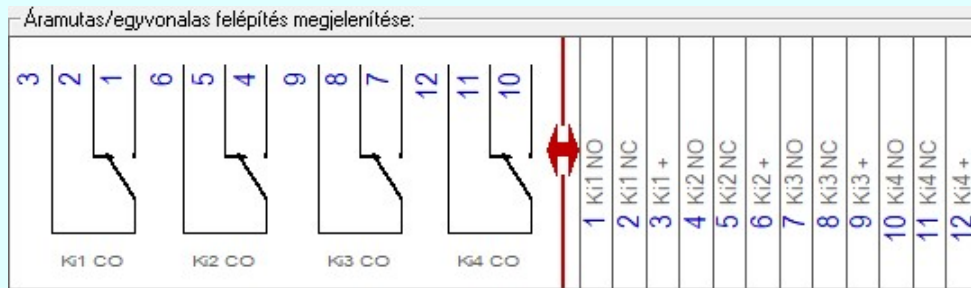 Áramutas/egyvonalas felépítés megjelenítése:
3 2 1 6 5 4 9 8 7 12 11 10
Ki1 CO Ki2 CO Ki3 CO Ki4 CO
1 Ki1 NO
2 Ki1 NC
3 Ki1 +
4 Ki2 NO
5 Ki2 NC
6 Ki2 +
7 Ki3 NO
8 Ki3 NC
9 Ki3 +
10 Ki4 NO
11 Ki4 NC
12 Ki4 +